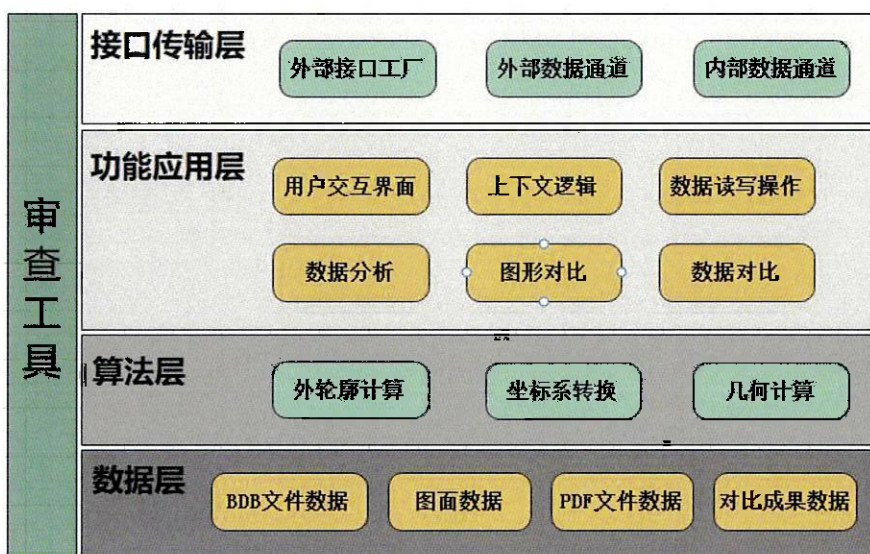 审查工具
接口传输层
外部接口工厂
外部数据通道
内部数据通道
功能应用层
用户交互界面
上下文逻辑
数据读写操作
数据分析
图形对比
数据对比
算法层
外轮廓计算
坐标系转换
几何计算
数据层
BDB文件数据
图面数据
PDF文件数据
对比成果数据